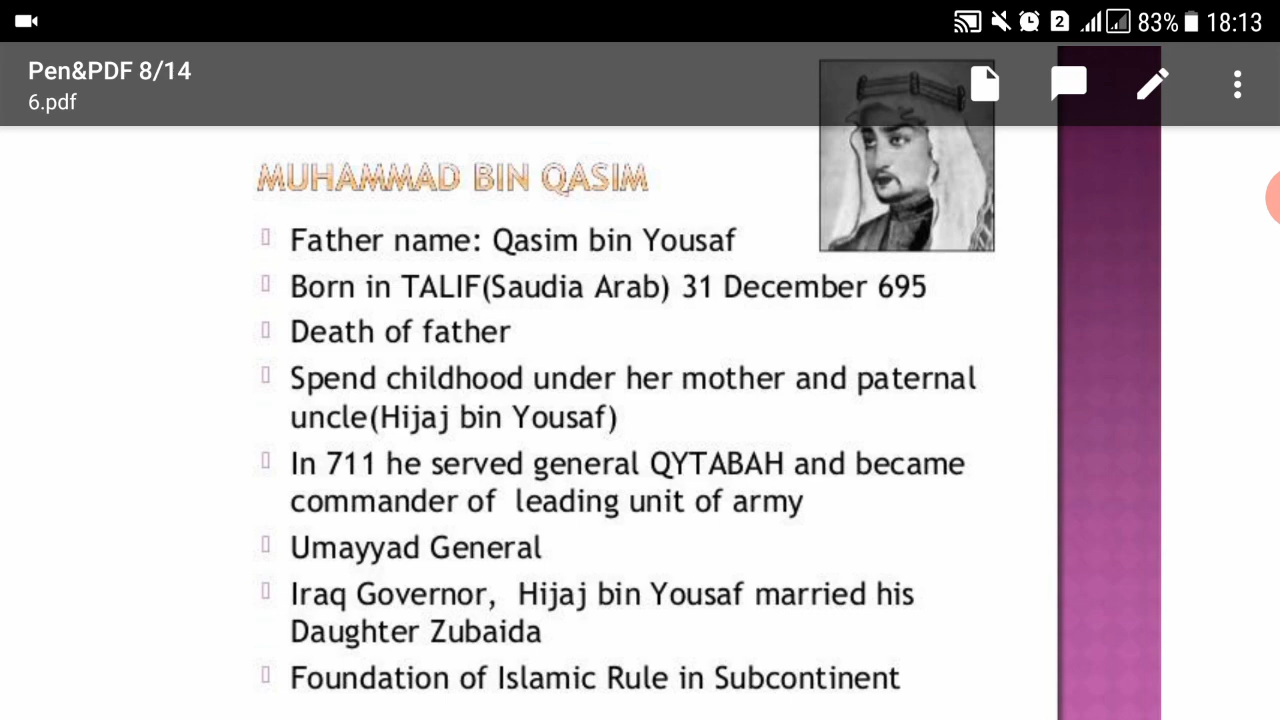 2 83% 18:13
Pen&PDF 8/14
6.pdf
MUHAMMAD BIN QASIM
Father name: Qasim bin Yousaf
Born in TALIF(Saudia Arab) 31 December 695
Death of father
Spend childhood under her mother and paternal
uncle(Hijaj bin Yousaf)
In 711 he served general QYTABAH and became
commander of leading unit of army
Umayyad General
Iraq Governor, Hijaj bin Yousaf married his
Daughter Zubaida
Foundation of Islamic Rule in Subcontinent